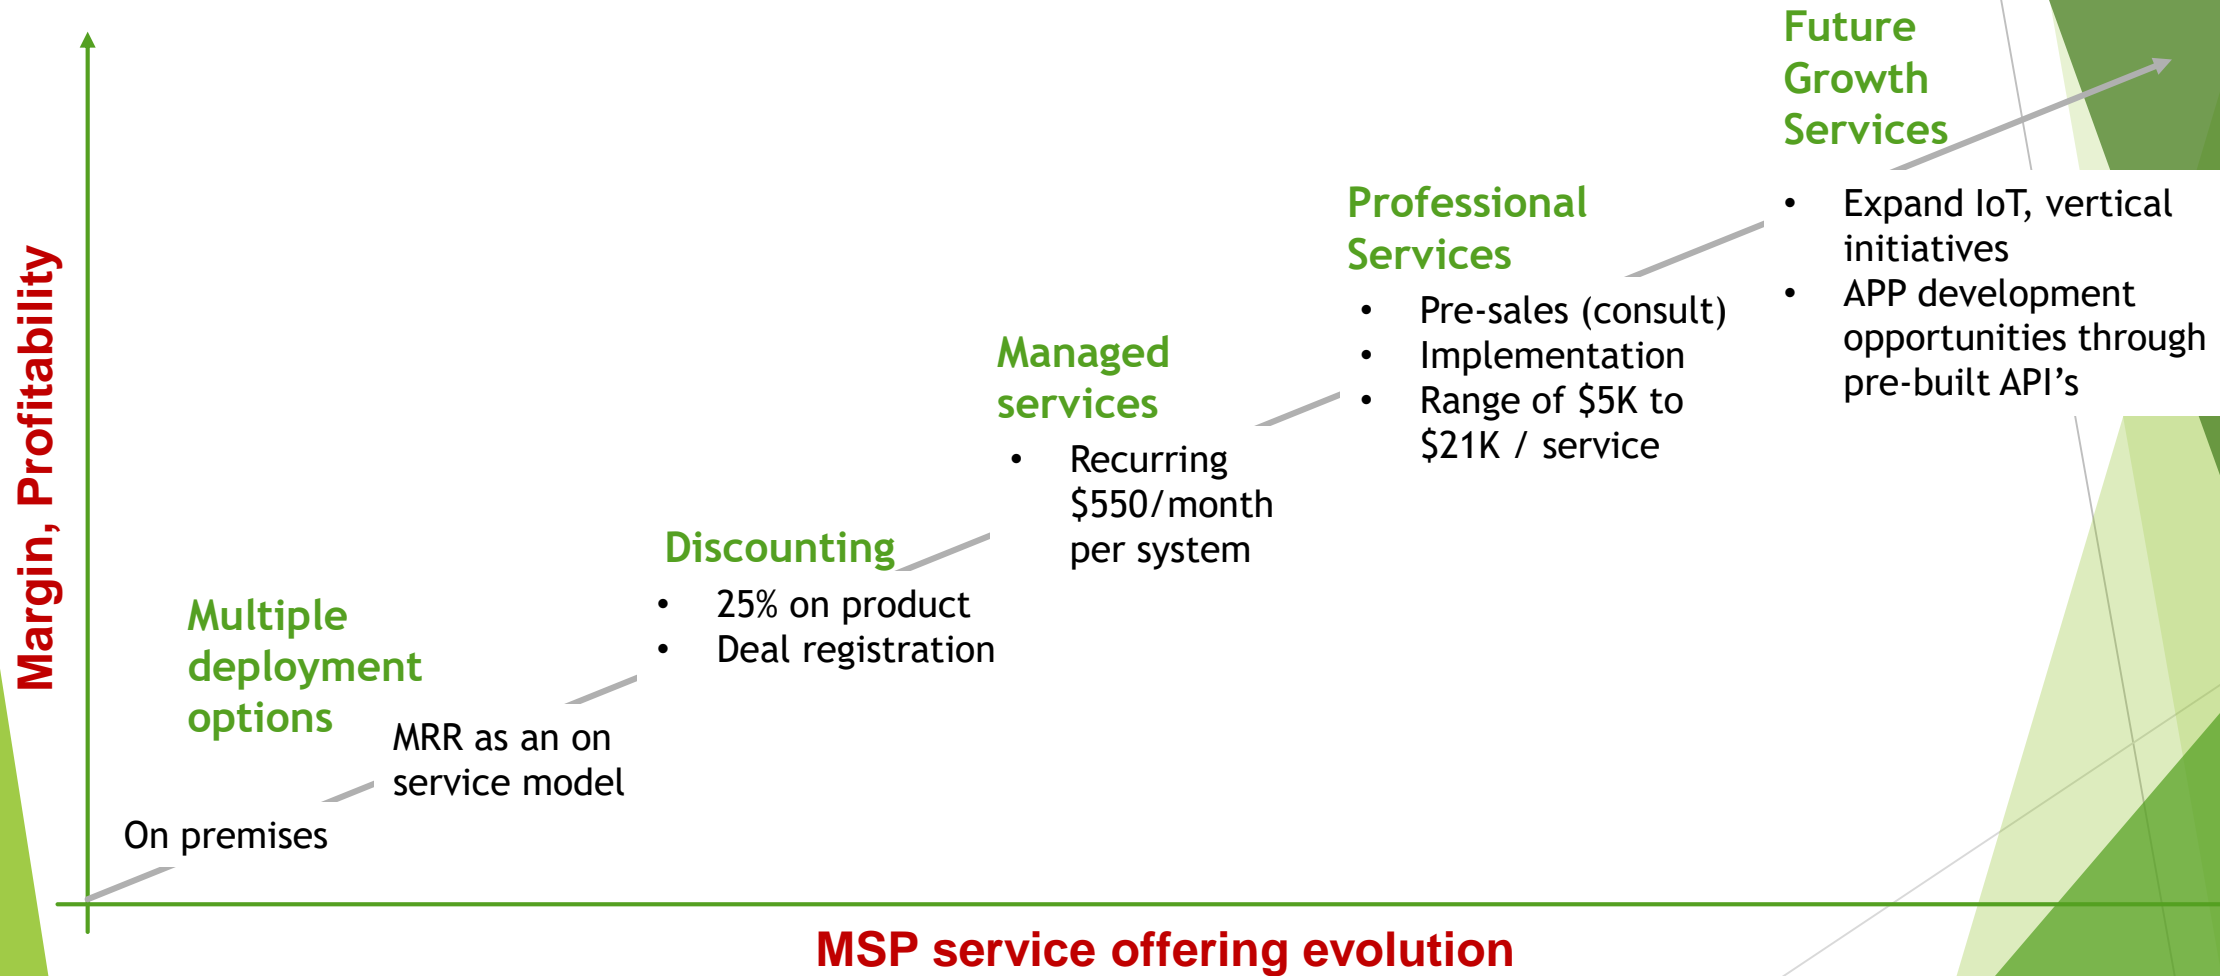 Margin, Profitability
Multiple
deployment
options
On premises
MRR as an on
service model
Discounting
• 25% on product
• Deal registration
Managed
services
• Recurring
$550/month
per system
Professional
Services
• Pre-sales (consult)
• Implementation
• Range of $5K to
$21K / service
Future
Growth
Services
• Expand IoT, vertical
initiatives
• APP development
opportunities through
pre-built API’s
MSP service offering evolution